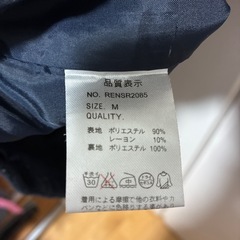 品質表示
NO. RENSR2085
SIZE. M
QUALITY.
表地 ポリエステル 90%
レーヨン 10%
裏地 ポリエステル 100%
30
着用による摩擦で他の衣料やカ